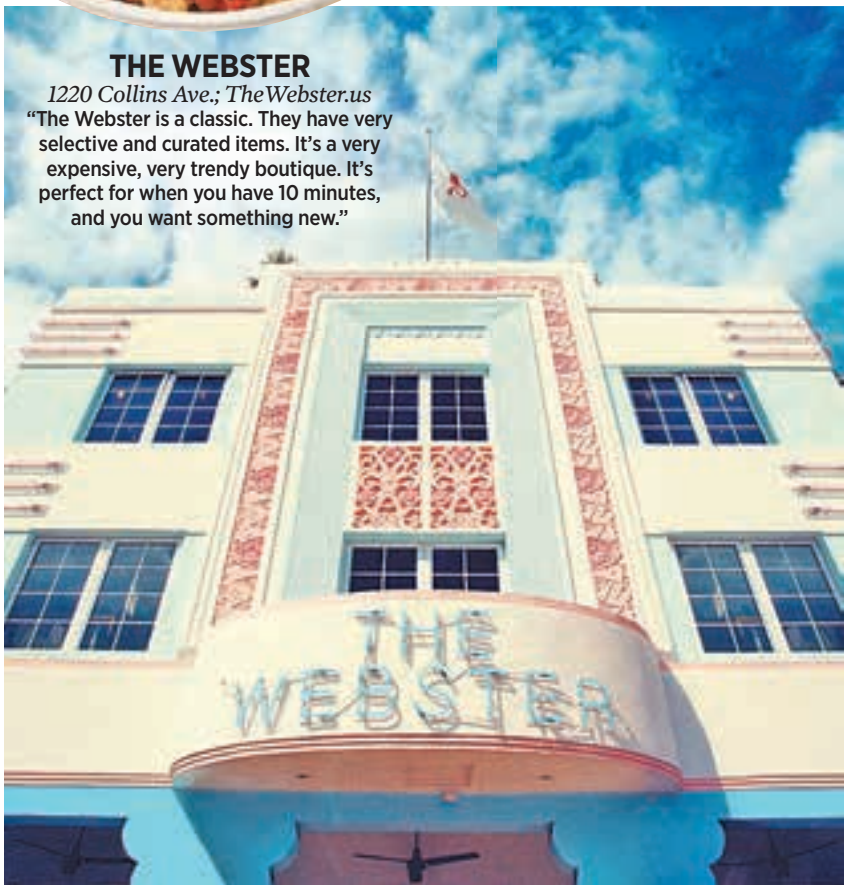 THE WEBSTER
1220 Collins Ave.; TheWebster.us
“The Webster is a classic. They have very
selective and curated items. It’s a very
expensive, very trendy boutique. It’s
perfect for when you have 10 minutes,
and you want something new.”
THE
WEBSTER